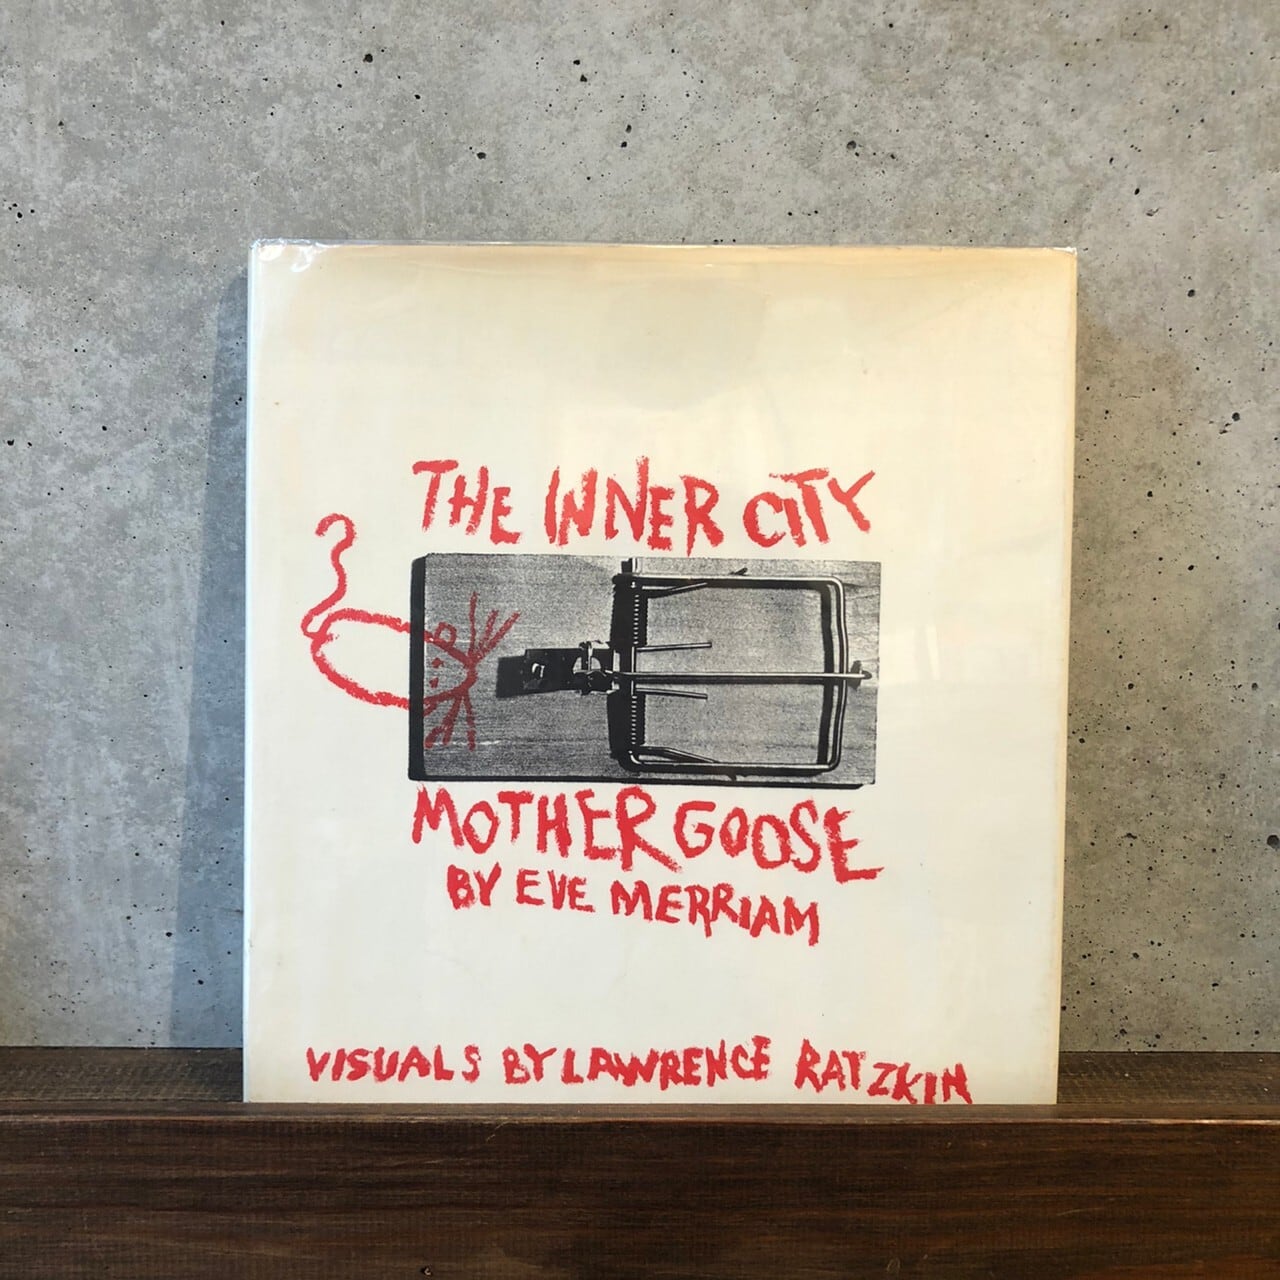 THE INNER CITY
MOTHER GOOSE
BY EVE MERRIAM
VISUALS BY LAWRENCE RATZKIN